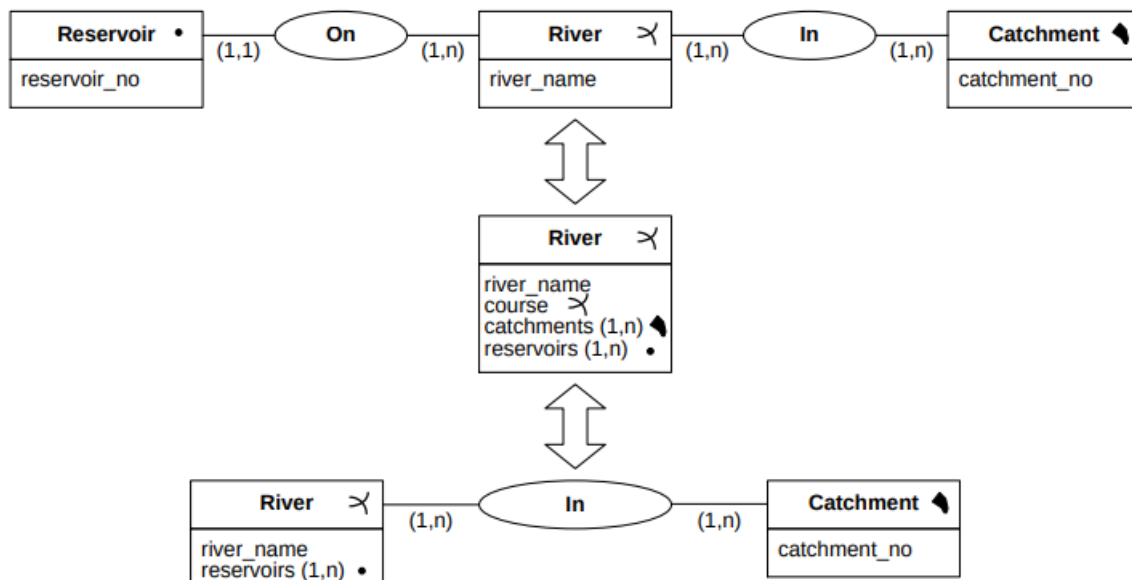 Reservoir
On
River
In
Catchment
(1,1)
(1,n)
(1,n)
(1,n)
reservoir_no
river_name
catchment_no
River
river_name
course
catchments (1,n)
reservoirs (1,n)
River
In
Catchment
(1,n)
(1,n)
river_name
reservoirs (1,n)
catchment_no